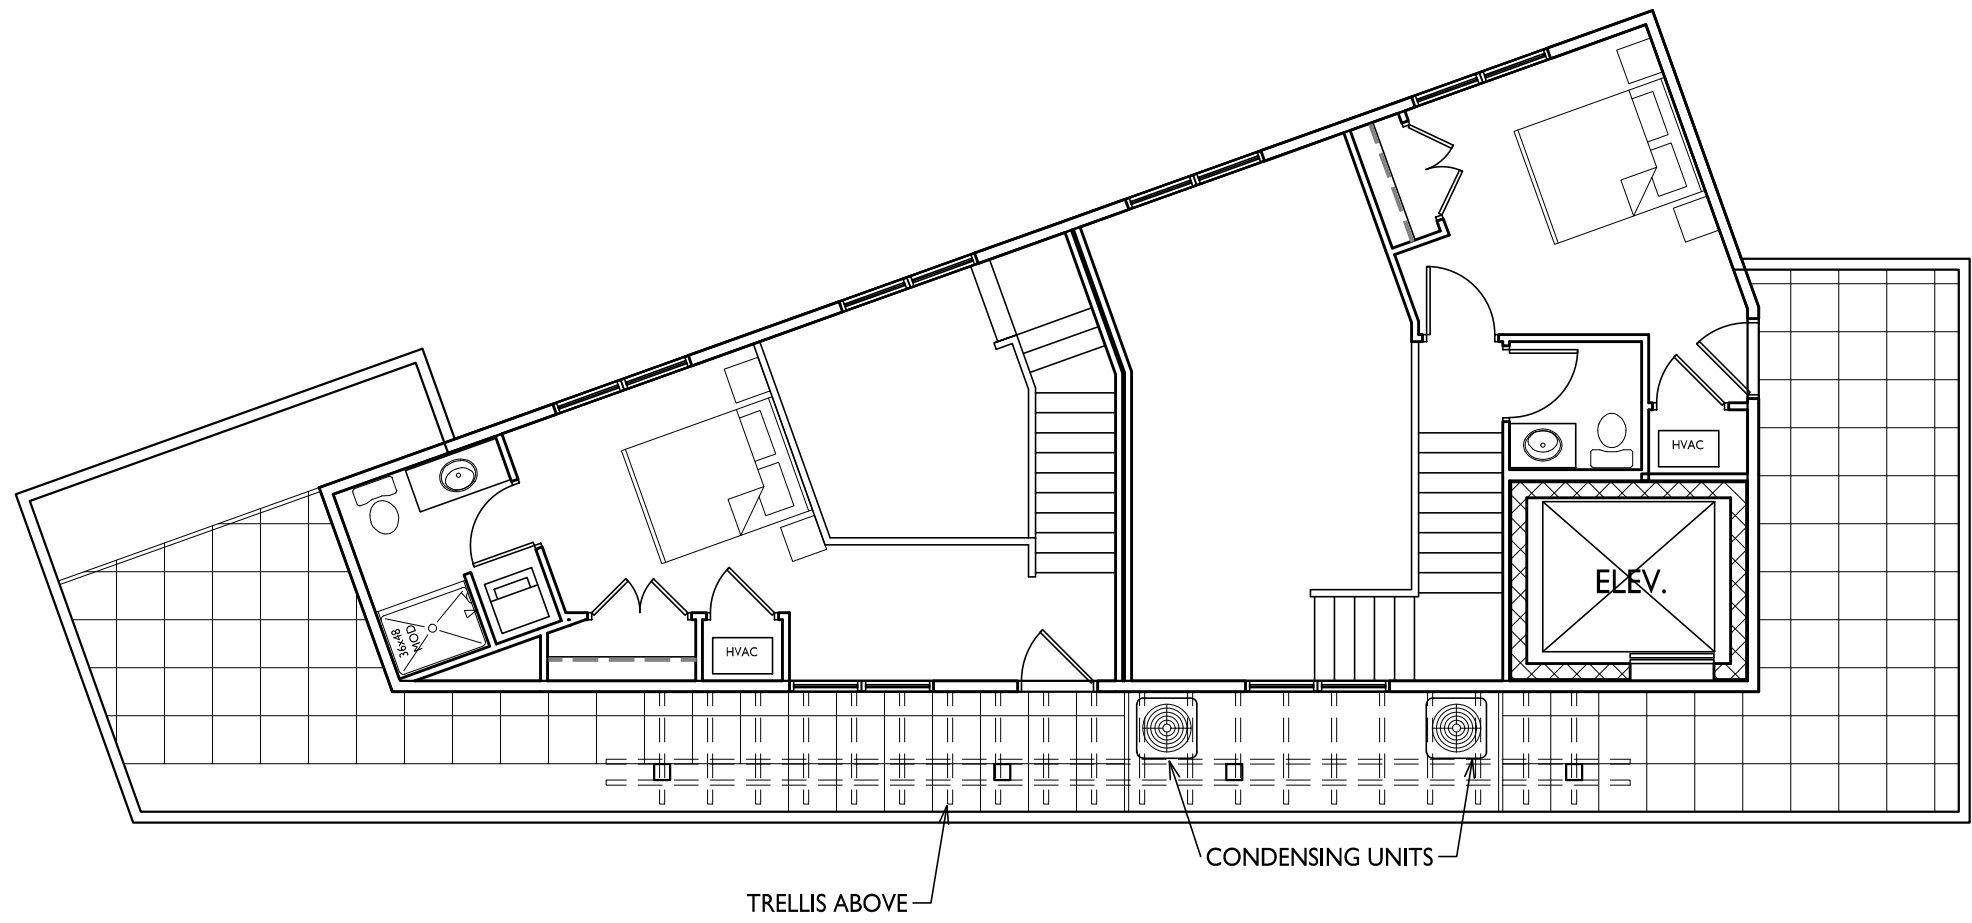 HVAC
ELEV.
36x48
MOD
HVAC
CONDENSING UNITS
TRELLIS ABOVE